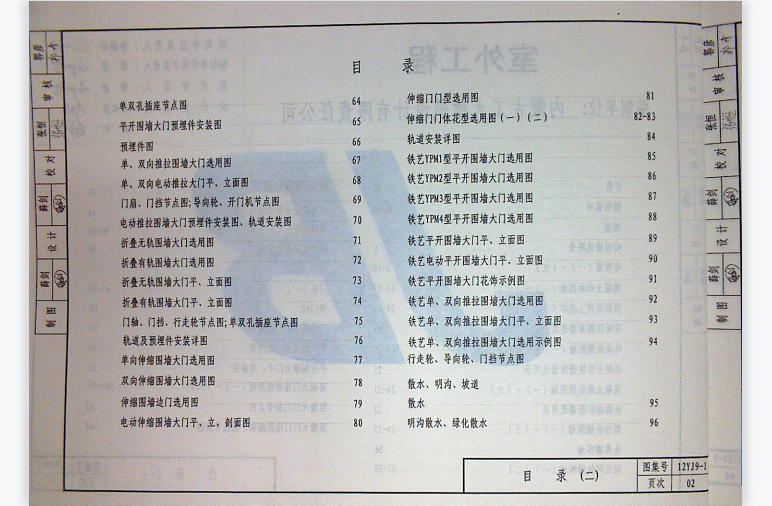 目 录
单双孔插座节点图 64
平开围墙大门预埋件安装图 65
预埋件图 66
单、双向推拉围墙大门选用图 67
单、双向电动推拉大门平、立面图 68
门扇、门挡节点图;导向轮、开门机节点图 69
电动推拉围墙大门预埋件安装图、轨道安装图 70
折叠无轨围墙大门选用图 71
折叠有轨围墙大门选用图 72
折叠无轨围墙大门平、立面图 73
折叠有轨围墙大门平、立面图 74
门轴、门挡、行走轮节点图;单双孔插座节点图 75
轨道及预埋件安装详图 76
单向伸缩围墙大门选用图 77
双向伸缩围墙大门选用图 78
伸缩围墙边门选用图 79
电动伸缩围墙大门平、立、剖面图 80
伸缩门门型选用图 81
伸缩门门体花型选用图(一)(二) 82-83
轨道安装详图 84
铁艺YPM1型平开围墙大门选用图 85
铁艺YPM2型平开围墙大门选用图 86
铁艺YPM3型平开围墙大门选用图 87
铁艺YPM4型平开围墙大门选用图 88
铁艺平开围墙大门平、立面图 89
铁艺电动平开围墙大门平、立面图 90
铁艺平开围墙大门花饰示例图 91
铁艺单、双向推拉围墙大门选用图 92
铁艺单、双向推拉围墙大门平、立面图 93
铁艺单、双向推拉围墙大门选用示例图 94
行走轮、导向轮、门挡节点图
散水、明沟、坡道
散水 95
明沟散水、绿化散水 96
目 录 (二)
图集号 12YJ9-1
页次 02
审核
张恒
校对
薛剑
设计
薛剑
制图
审核
张恒
校对
薛剑
设计
薛剑
制图